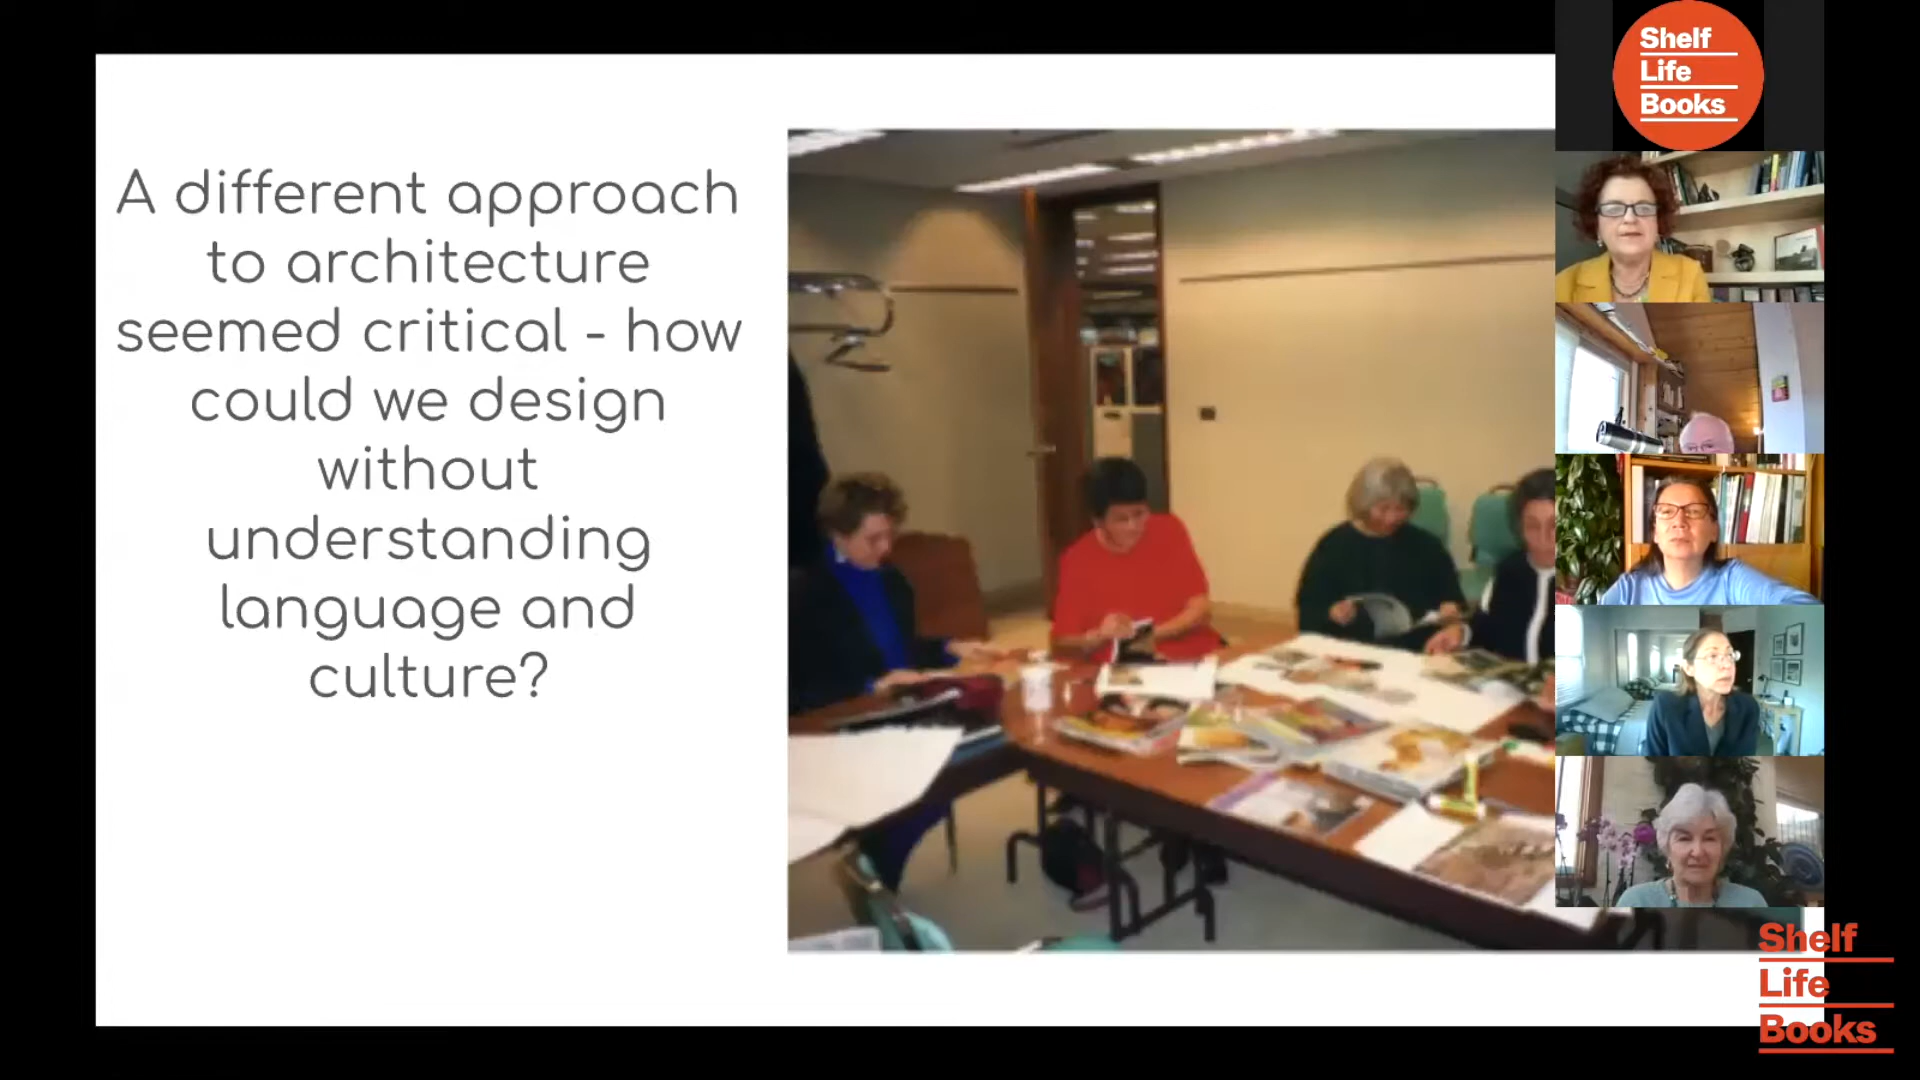 A different approach
to architecture
seemed critical - how
could we design
without
understanding
language and
culture?
Shelf
Life
Books
Shelf
Life
Books